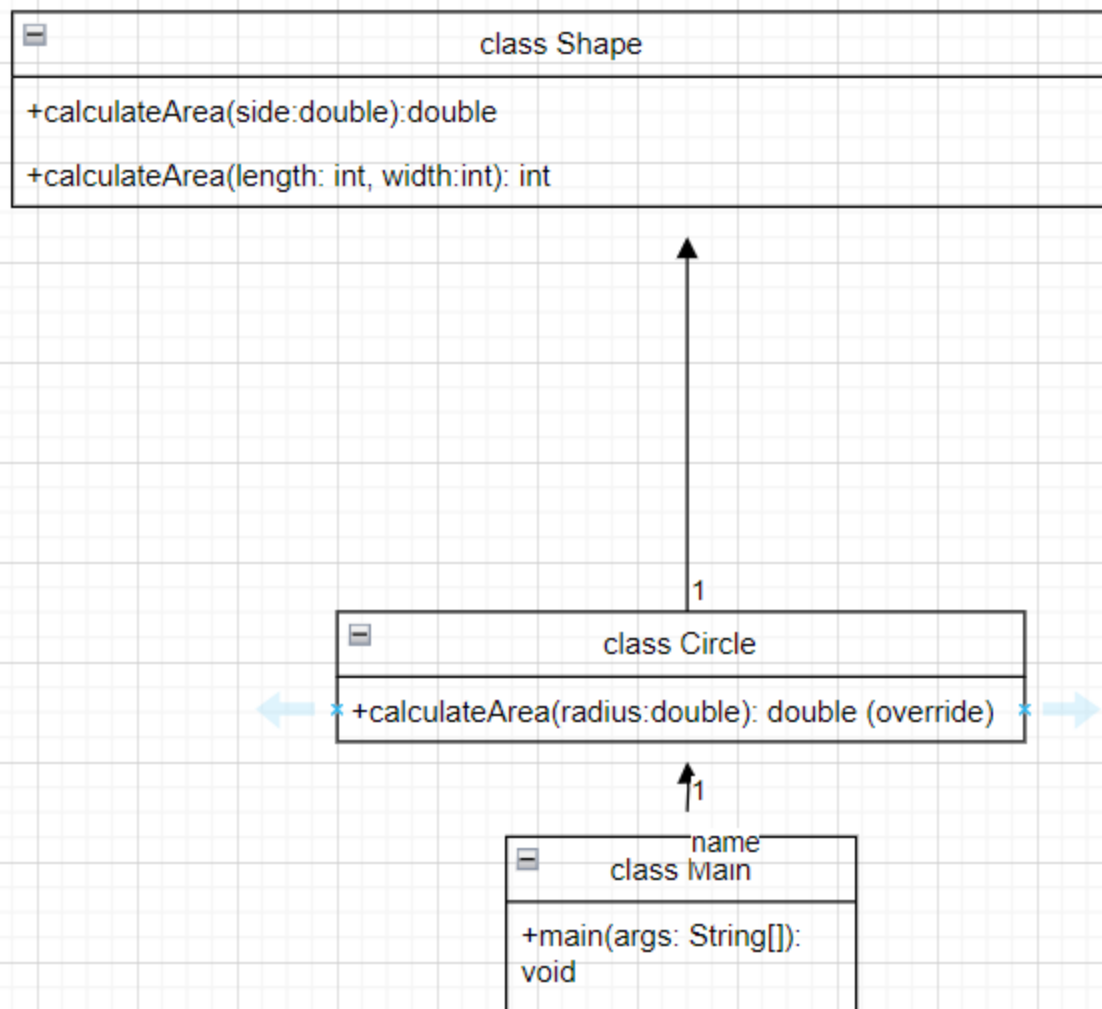 class Shape
+calculateArea(side:double):double
+calculateArea(length: int, width:int): int
1
class Circle
+calculateArea(radius:double): double (override)
1
name
class Main
+main(args: String[]):
void